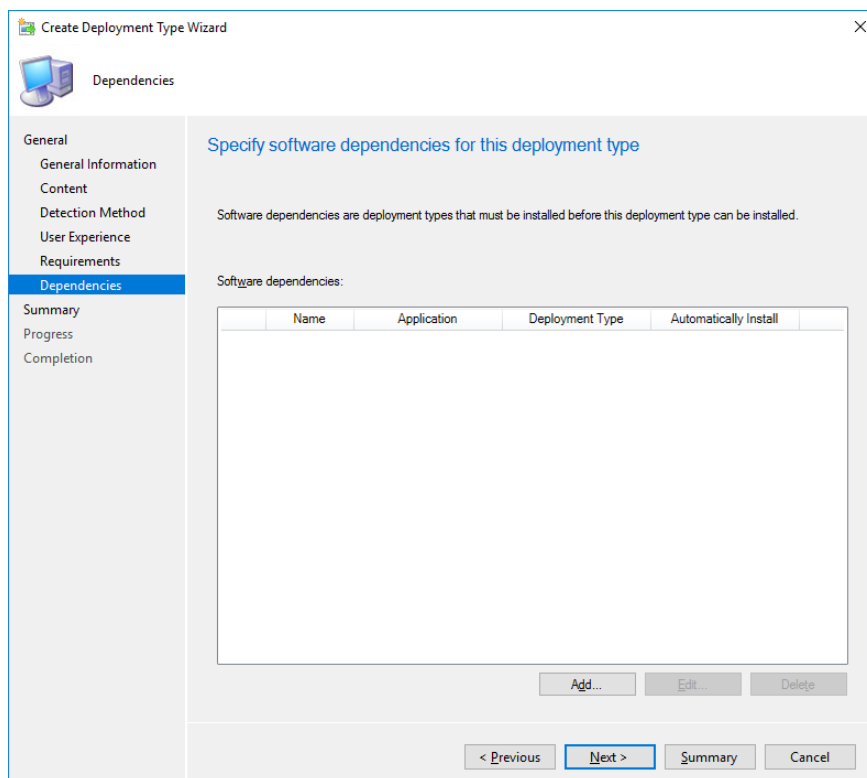 Create Deployment Type Wizard
Dependencies
General
General Information
Content
Detection Method
User Experience
Requirements
Dependencies
Summary
Progress
Completion
Specify software dependencies for this deployment type
Software dependencies are deployment types that must be installed before this deployment type can be installed.
Software dependencies:
Name Application Deployment Type Automatically Install
Add... Edit... Delete
< Previous Next > Summary Cancel